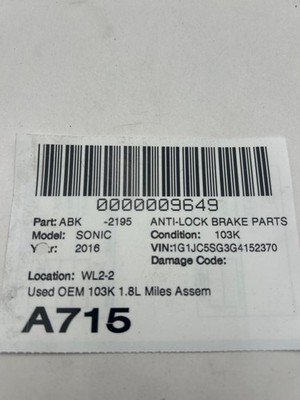 0000009649
Part: ABK -2195 ANTI-LOCK BRAKE PARTS
Model: SONIC Condition: 103K
2016 VIN:1G1JC5SG3G4152370
Damage Code:
Location: WL2-2
Used OEM 103K 1.8L Miles Assem
A715